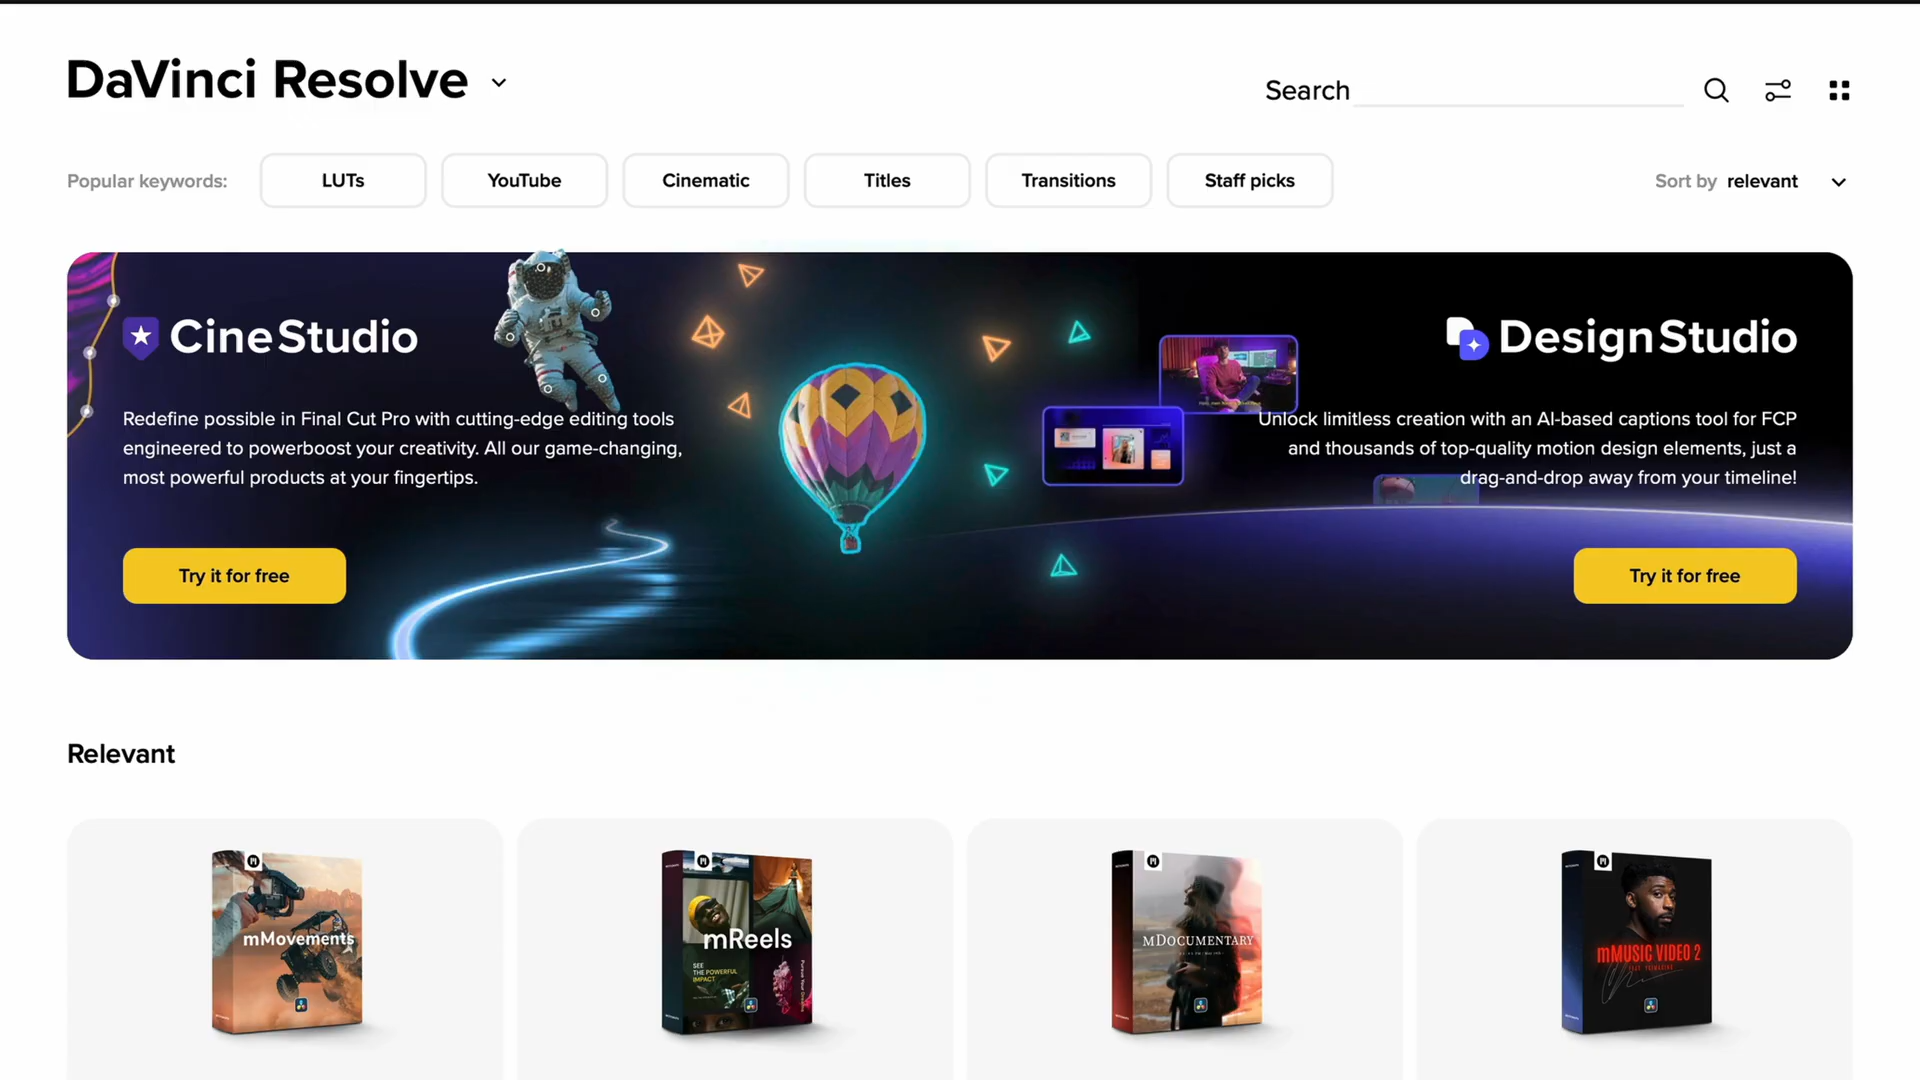 DaVinci Resolve
Search
Popular keywords:
LUTs
YouTube
Cinematic
Titles
Transitions
Staff picks
Sort by relevant
CineStudio
Redefine possible in Final Cut Pro with cutting-edge editing tools
engineered to powerboost your creativity. All our game-changing,
most powerful products at your fingertips.
Try it for free
DesignStudio
Unlock limitless creation with an AI-based captions tool for FCP
and thousands of top-quality motion design elements, just a
drag-and-drop away from your timeline!
Try it for free
Relevant
mMovements
mReels
SEE
THE POWERFUL
IMPACT
mDocumentary
mMUSIC VIDEO 2